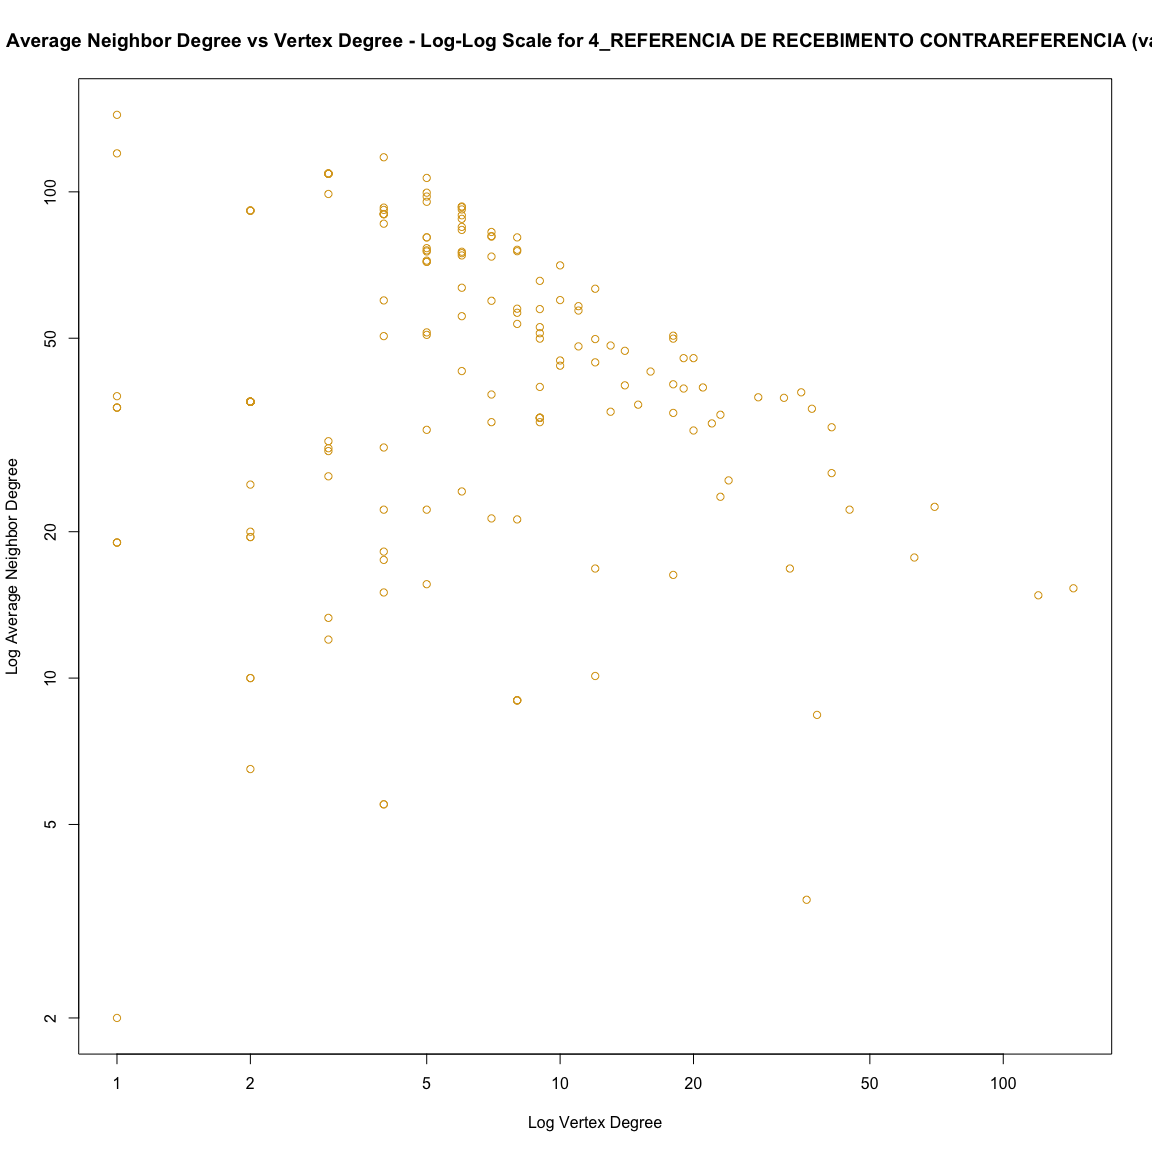 Average Neighbor Degree vs Vertex Degree - Log-Log Scale for 4_REFERENCIA DE RECEBIMENTO CONTRAREFERENCIA (va
100
50
20
10
5
2
Log Average Neighbor Degree
1 2 5 10 20 50 100
Log Vertex Degree